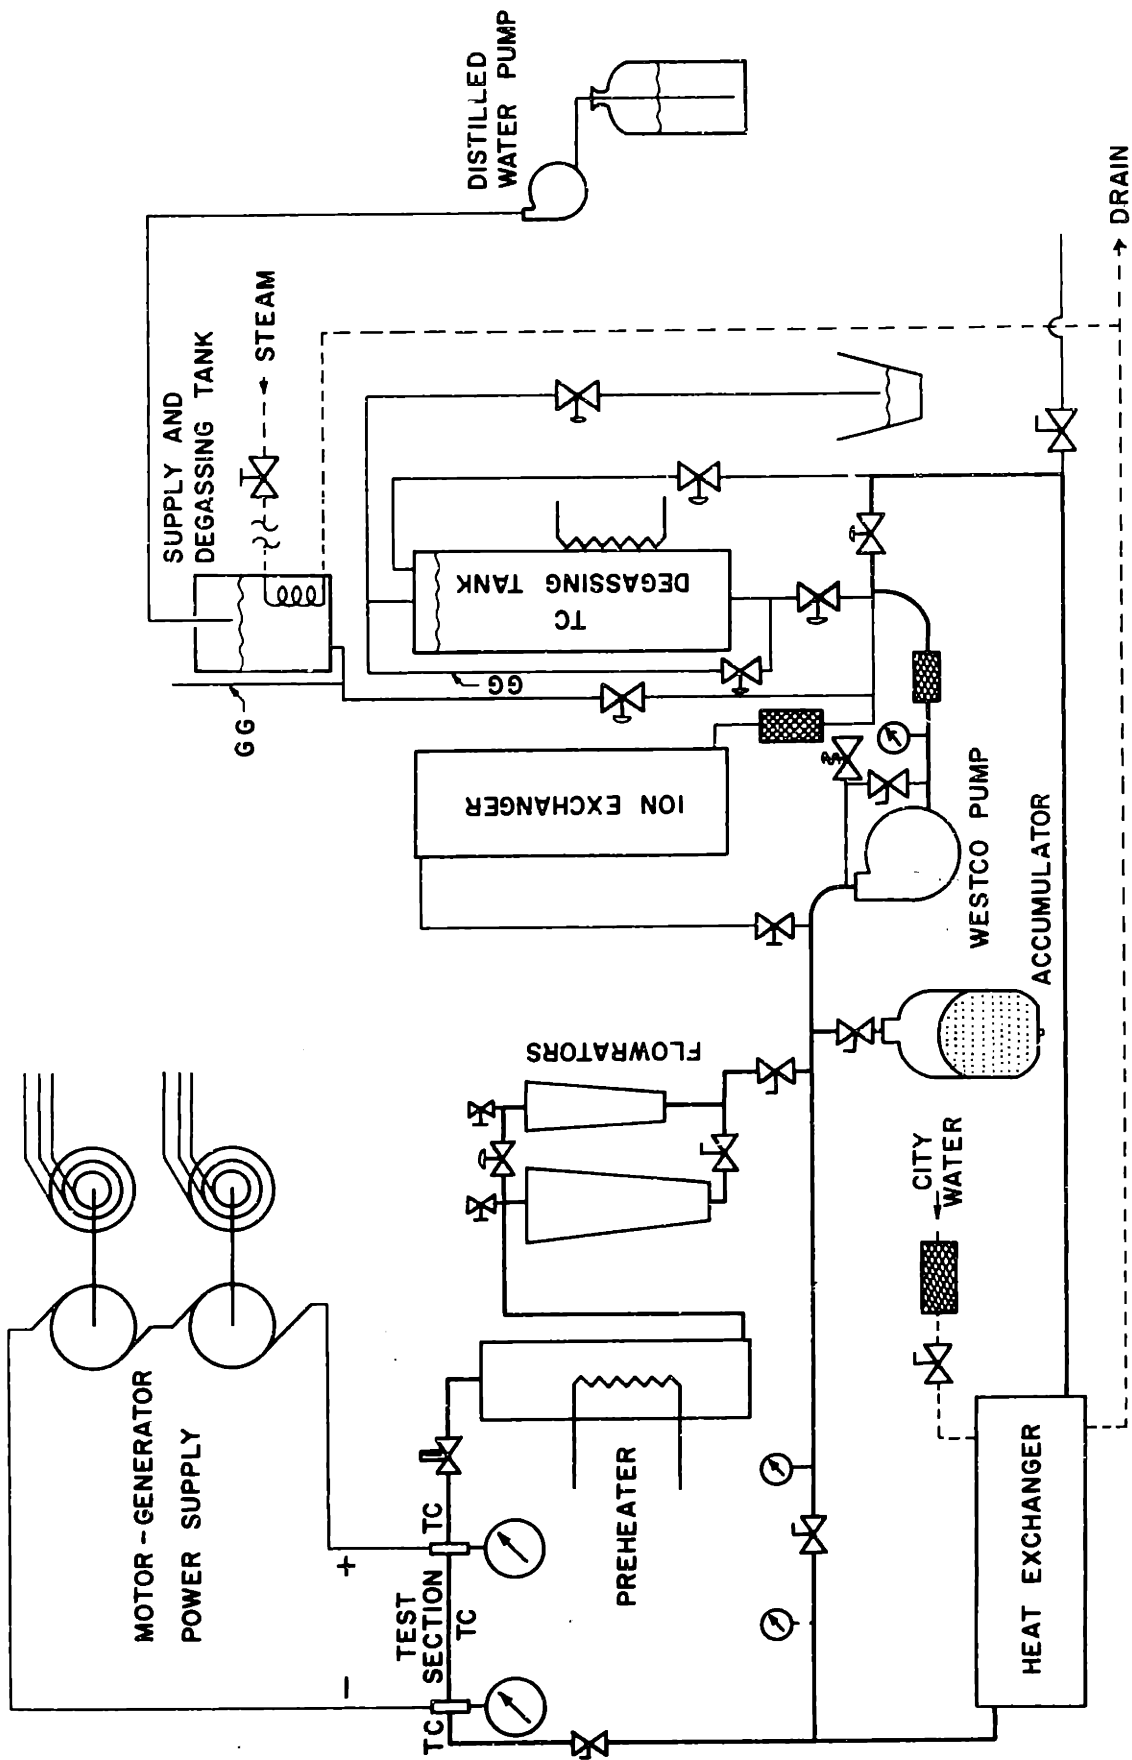 MOTOR-GENERATOR
POWER SUPPLY
SUPPLY AND
DEGASSING TANK
STEAM
DISTILLED
WATER PUMP
GG
GG
TC
DEGASSING TANK
ION EXCHANGER
TC
TEST
SECTION
TC
TC
+
−
PREHEATER
FLOWRATORS
WESTCO PUMP
ACCUMULATOR
CITY
WATER
HEAT EXCHANGER
DRAIN